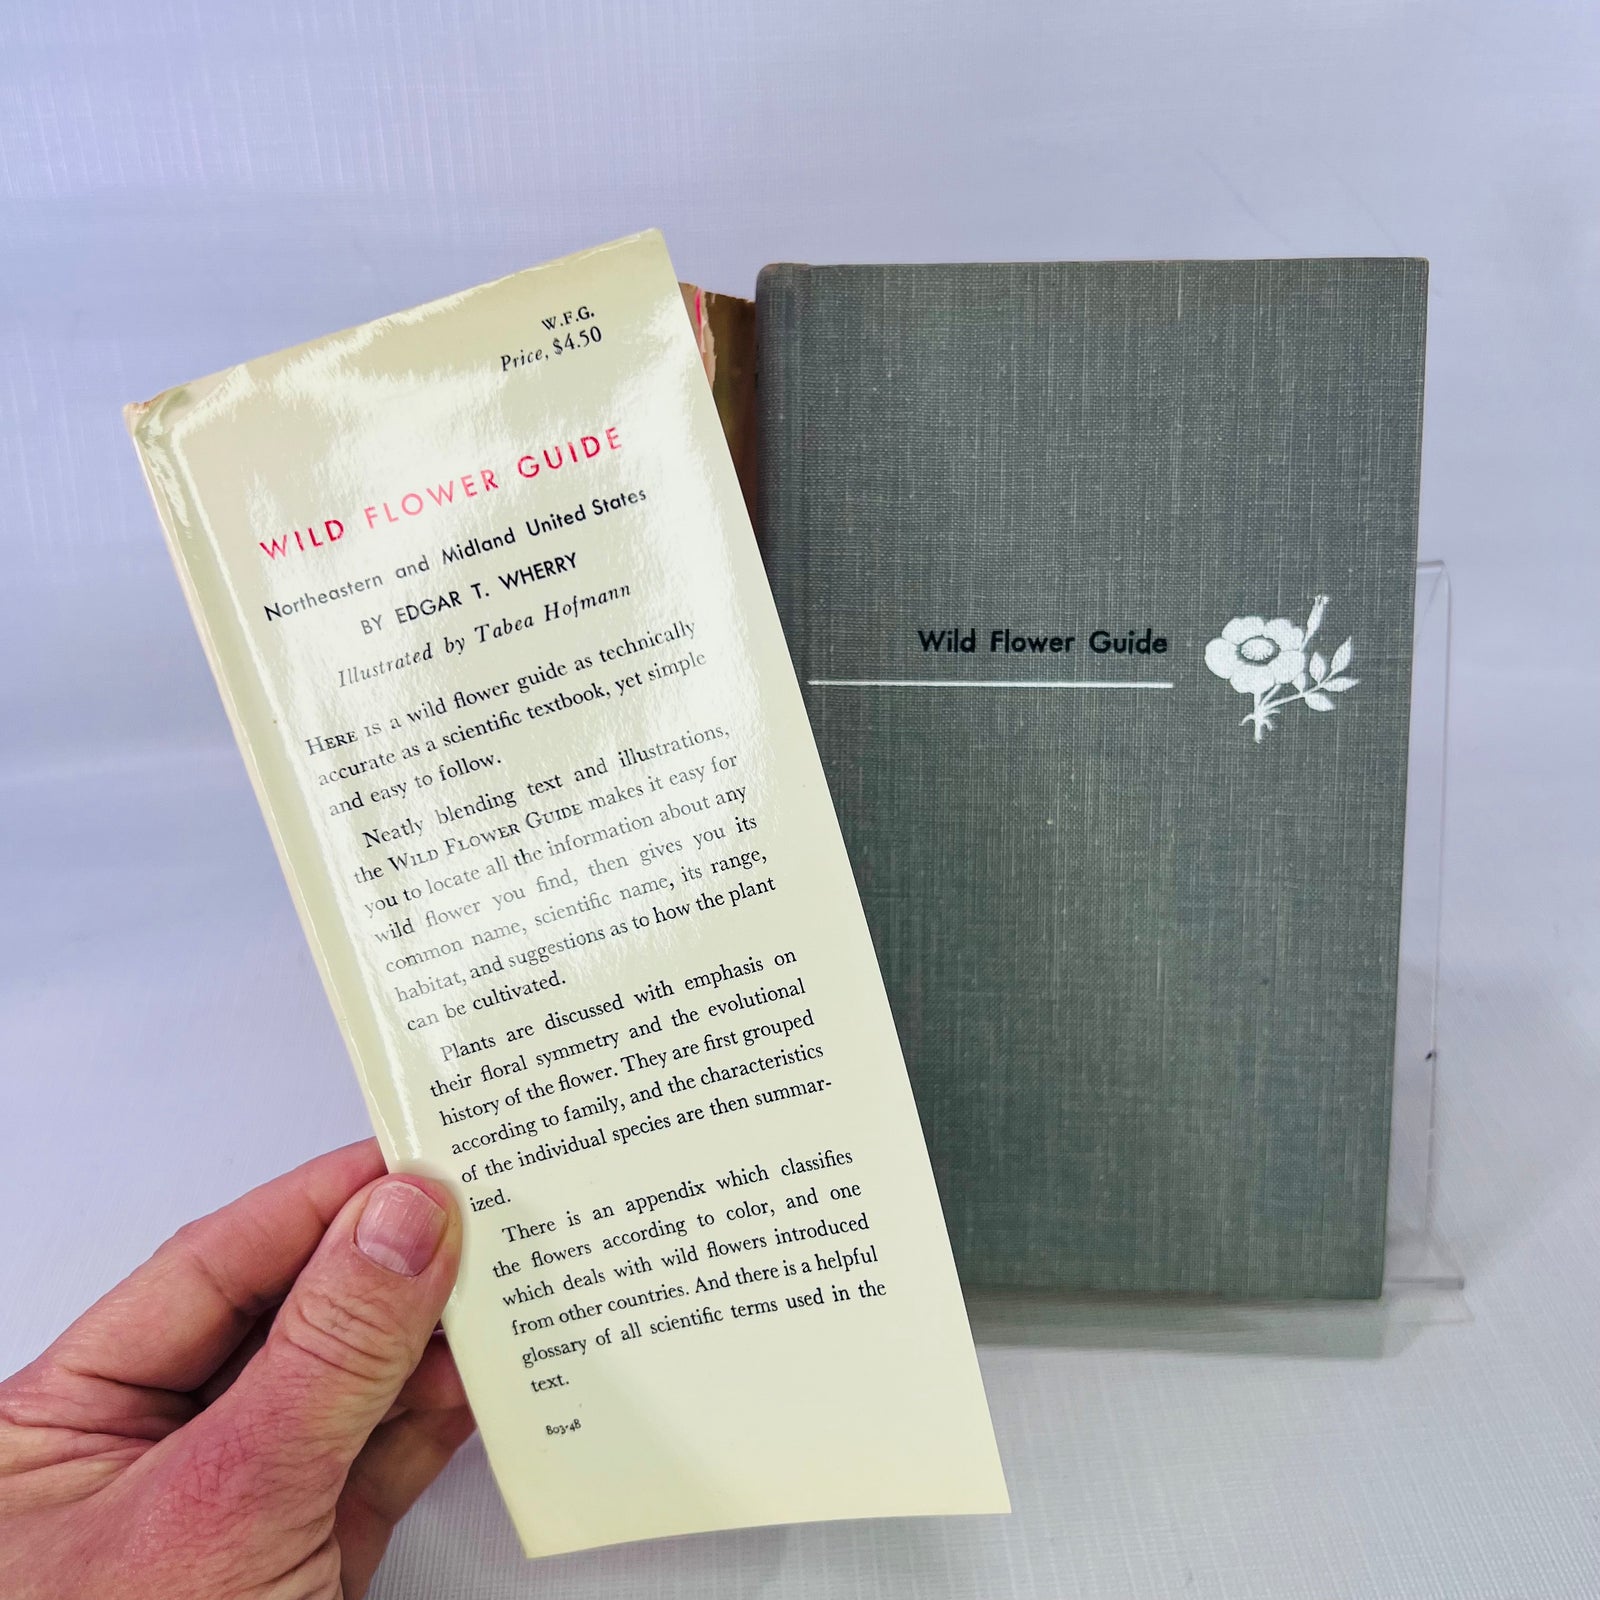 W.F.G.
Price, $4.50
WILD FLOWER GUIDE
Northeastern and Midland United States
BY EDGAR T. WHERRY
Illustrated by Tabea Hofmann
HERE IS a wild flower guide as technically
accurate as a scientific textbook, yet simple
and easy to follow.
Neatly blending text and illustrations,
the WILD FLOWER GUIDE makes it easy for
you to locate all the information about any
wild flower you find, then gives you its
common name, scientific name, its range,
habitat, and suggestions as to how the plant
can be cultivated.
Plants are discussed with emphasis on
their floral symmetry and the evolutional
history of the flower. They are first grouped
according to family, and the characteristics
of the individual species are then summar-
ized.
There is an appendix which classifies
the flowers according to color, and one
which deals with wild flowers introduced
from other countries. And there is a helpful
glossary of all scientific terms used in the
text.
803-48
Wild Flower Guide